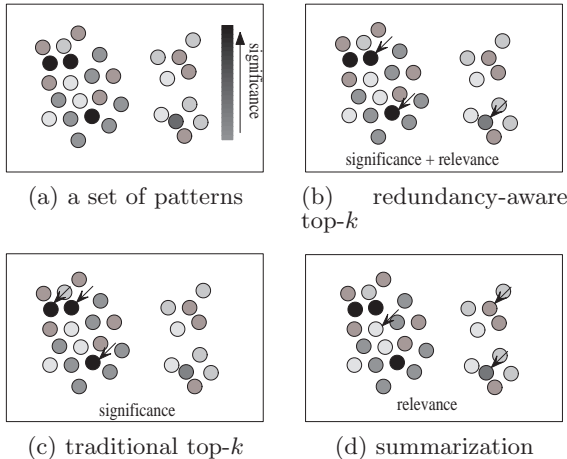 significance
(a) a set of patterns
significance + relevance
(b) redundancy-aware
top-k
significance
(c) traditional top-k
relevance
(d) summarization